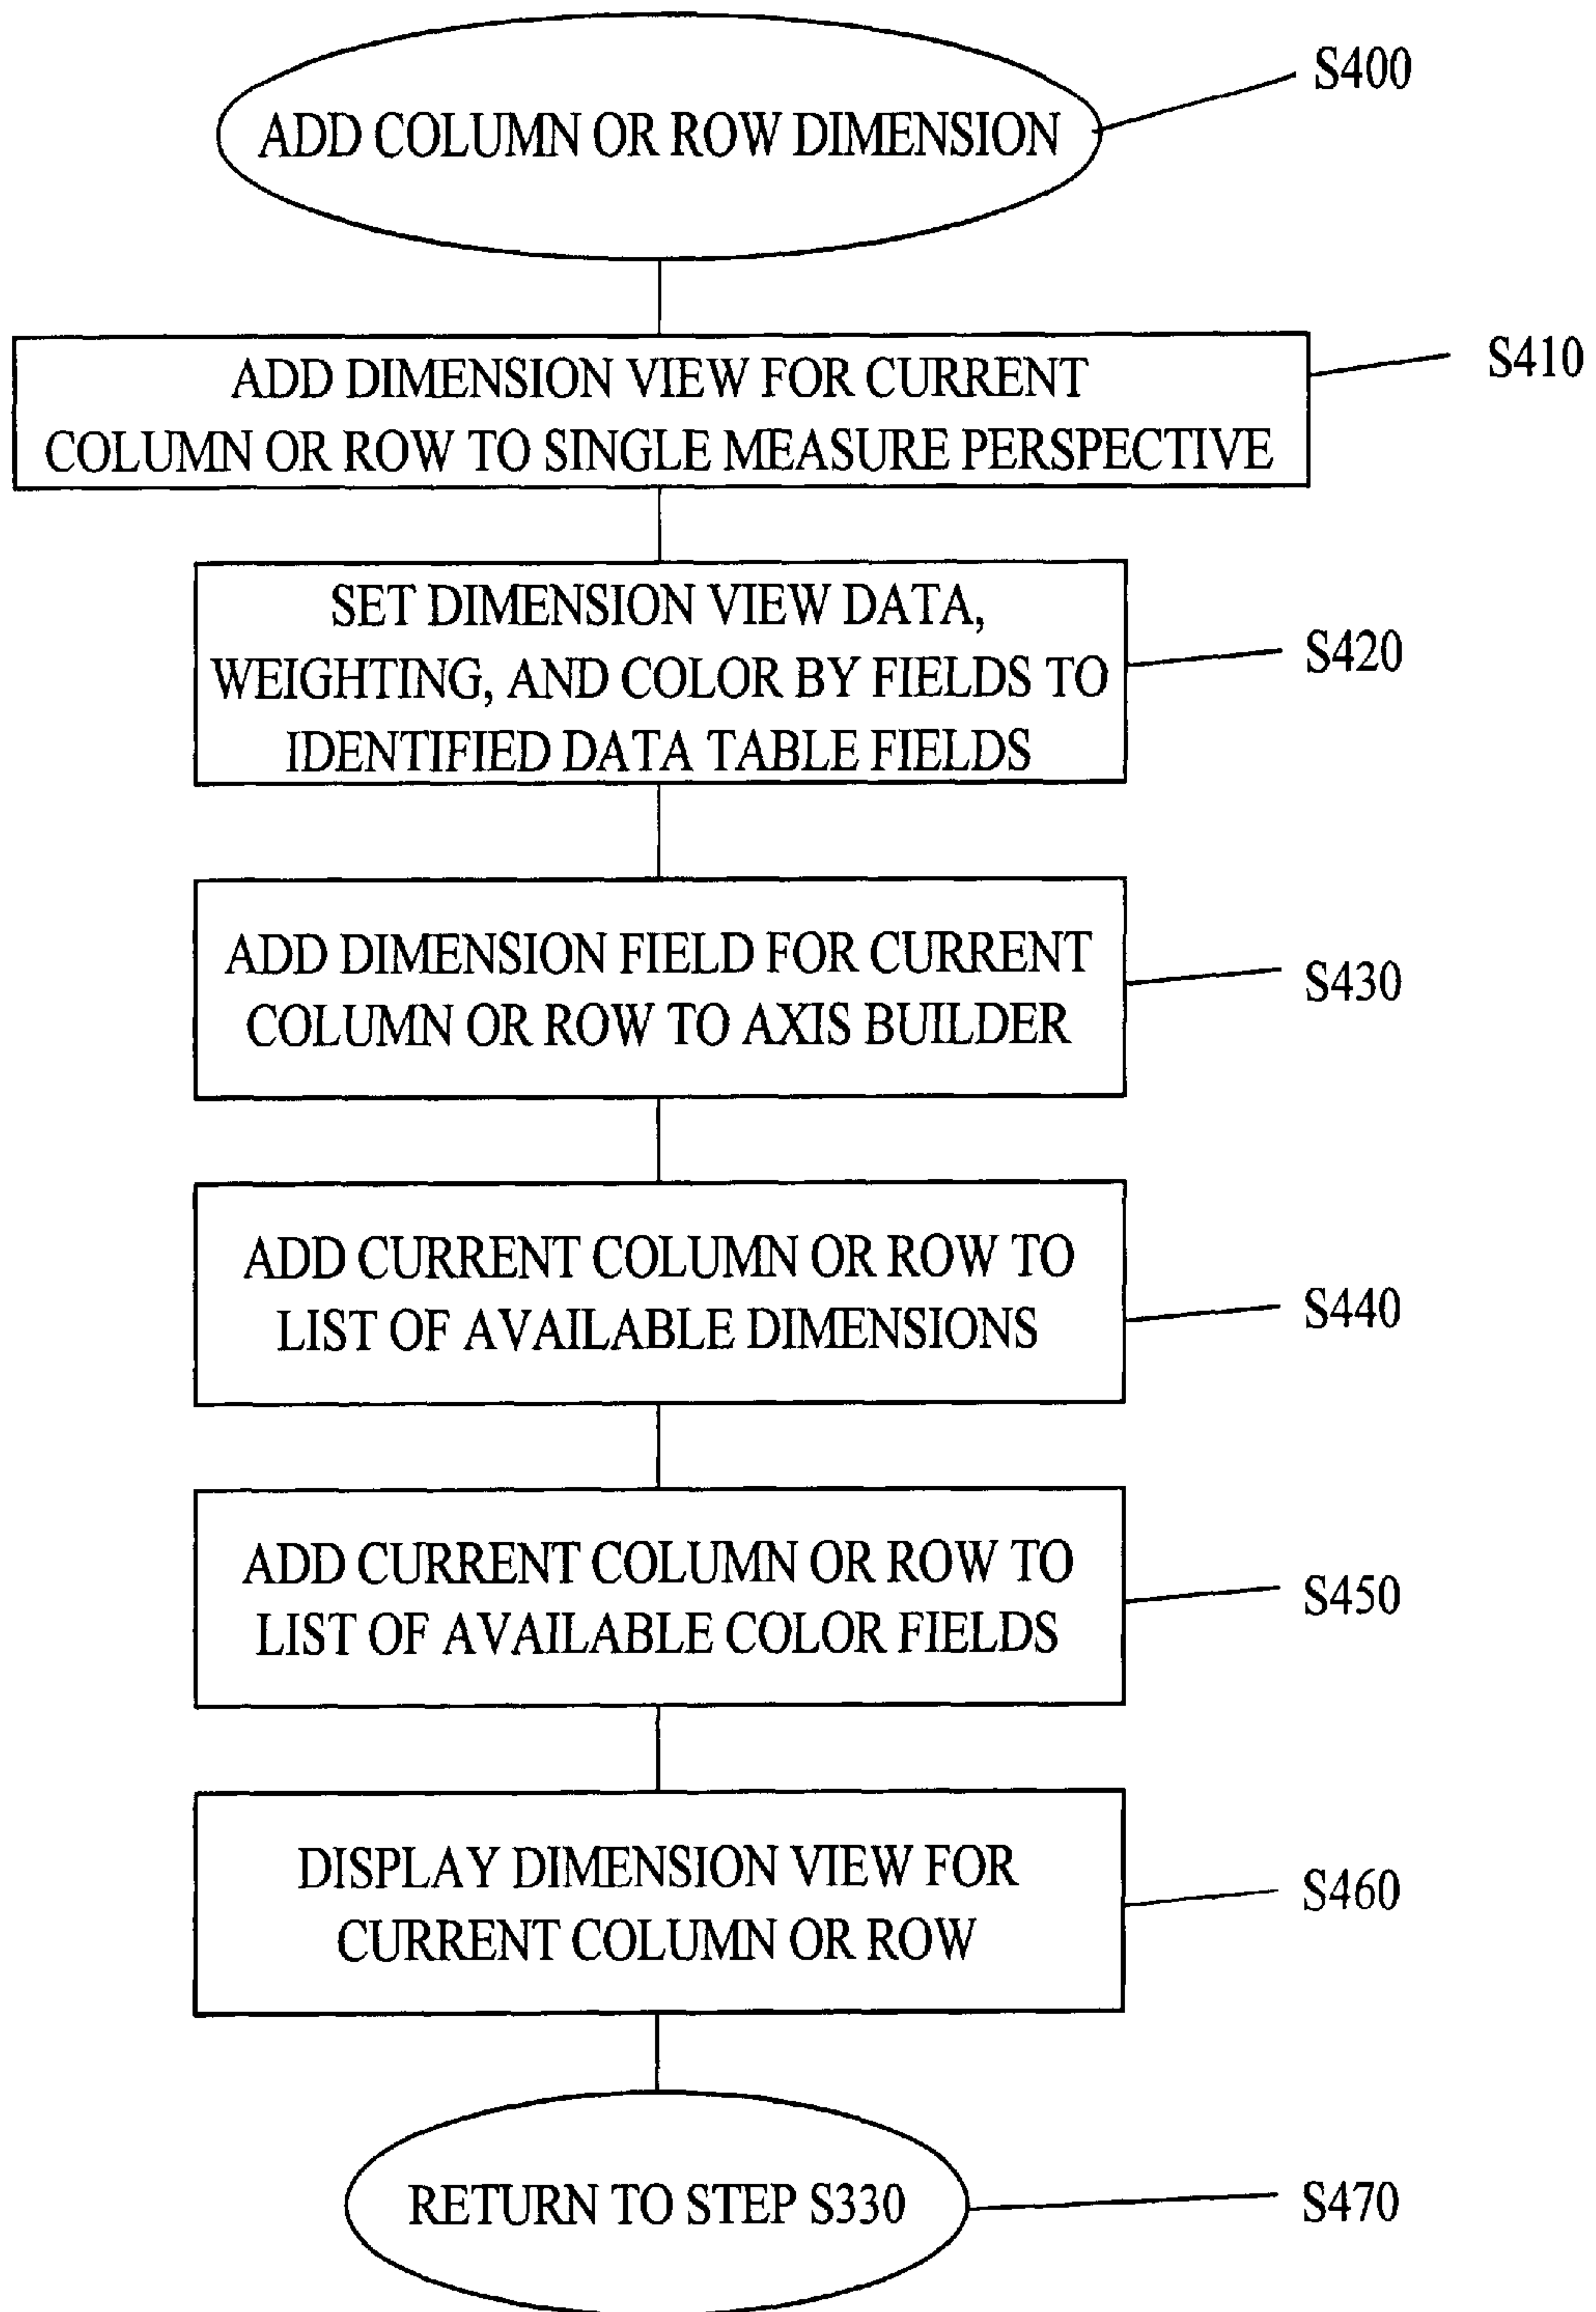 ADD COLUMN OR ROW DIMENSION
S400
ADD DIMENSION VIEW FOR CURRENT
COLUMN OR ROW TO SINGLE MEASURE PERSPECTIVE
S410
SET DIMENSION VIEW DATA,
WEIGHTING, AND COLOR BY FIELDS TO
IDENTIFIED DATA TABLE FIELDS
S420
ADD DIMENSION FIELD FOR CURRENT
COLUMN OR ROW TO AXIS BUILDER
S430
ADD CURRENT COLUMN OR ROW TO
LIST OF AVAILABLE DIMENSIONS
S440
ADD CURRENT COLUMN OR ROW TO
LIST OF AVAILABLE COLOR FIELDS
S450
DISPLAY DIMENSION VIEW FOR
CURRENT COLUMN OR ROW
S460
RETURN TO STEP S330
S470